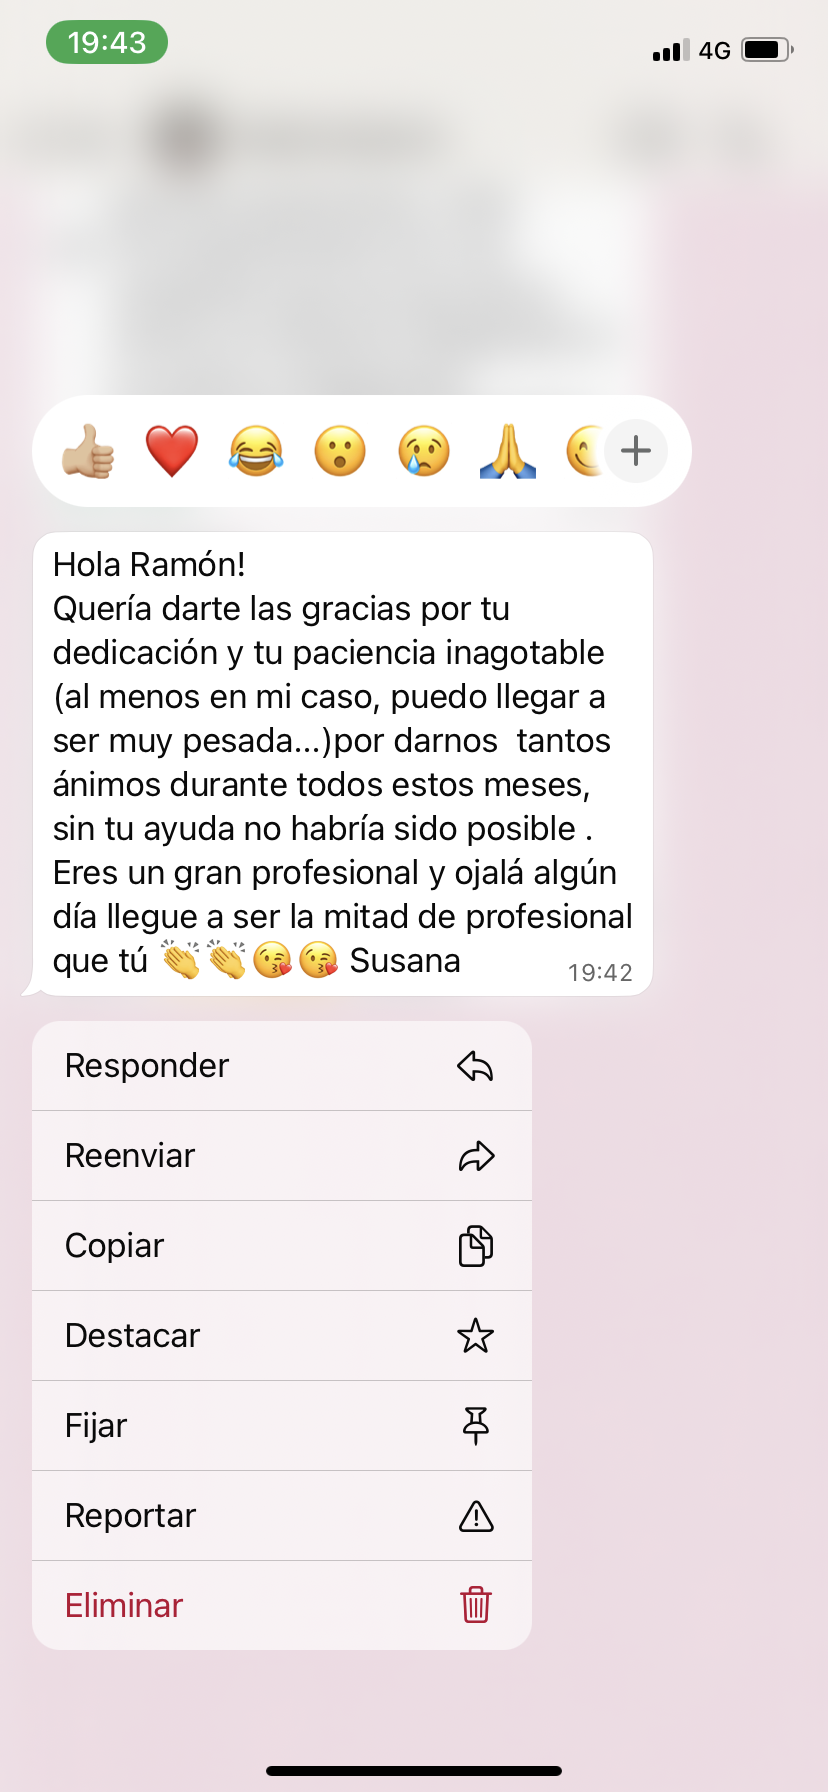 19:43
4G
Hola Ramón!
Quería darte las gracias por tu
dedicación y tu paciencia inagotable
(al menos en mi caso, puedo llegar a
ser muy pesada...)por darnos  tantos
ánimos durante todos estos meses,
sin tu ayuda no habría sido posible .
Eres un gran profesional y ojalá algún
día llegue a ser la mitad de profesional
que tú 👏👏😘😘 Susana
19:42
Responder
Reenviar
Copiar
Destacar
Fijar
Reportar
Eliminar